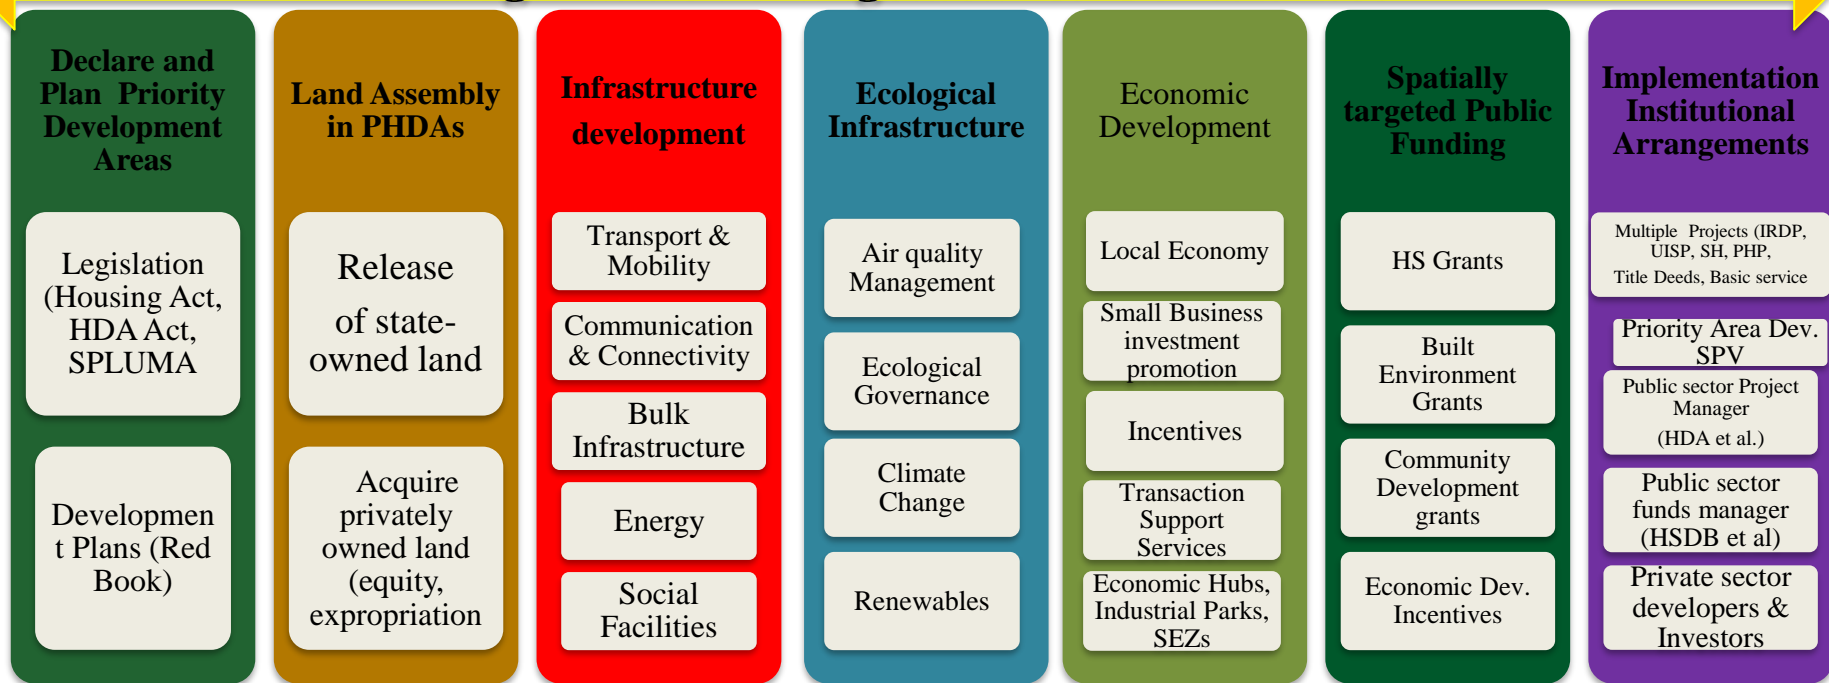 Declare and
Plan Priority
Development
Areas
Legislation
(Housing Act,
HDA Act,
SPLUMA
Developmen
t Plans (Red
Book)
Land Assembly
in PHDAs
Release
of state-
owned land
Acquire
privately
owned land
(equity,
expropriation
Infrastructure
development
Transport &
Mobility
Communication
& Connectivity
Bulk
Infrastructure
Energy
Social
Facilities
Ecological
Infrastructure
Air quality
Management
Ecological
Governance
Climate
Change
Renewables
Economic
Development
Local Economy
Small Business
investment
promotion
Incentives
Transaction
Support
Services
Economic Hubs,
Industrial Parks,
SEZs
Spatially
targeted Public
Funding
HS Grants
Built
Environment
Grants
Community
Development
grants
Economic Dev.
Incentives
Implementation
Institutional
Arrangements
Multiple Projects (IRDP,
UISP, SH, PHP,
Title Deeds, Basic service
Priority Area Dev.
SPV
Public sector Project
Manager
(HDA et al.)
Public sector
funds manager
(HSDB et al)
Private sector
developers &
Investors